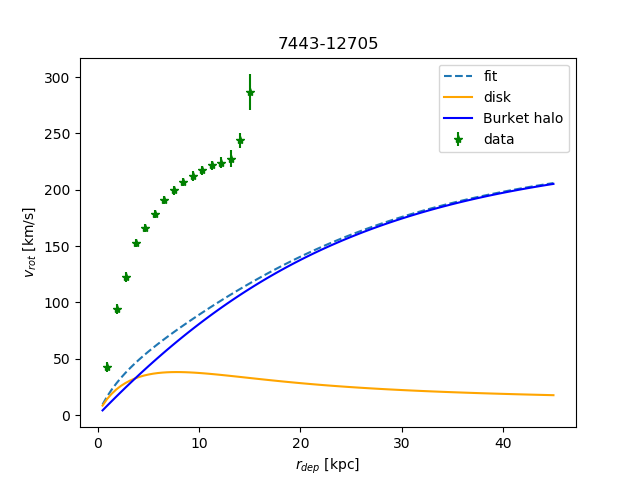 7443-12705
300
250
200
150
100
50
0
0 10 20 30 40
v_rot [km/s]
r_dep [kpc]
fit
disk
Burket halo
data